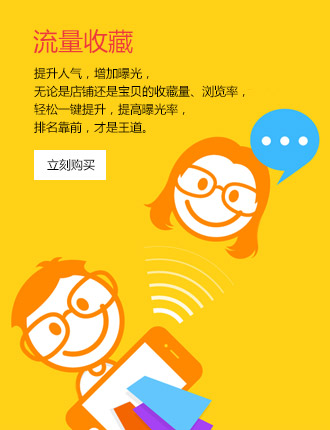 流量收藏
提升人气，增加曝光，
无论是店铺还是宝贝的收藏量、浏览率，
轻松一键提升，提高曝光率，
排名靠前，才是王道。
立刻购买